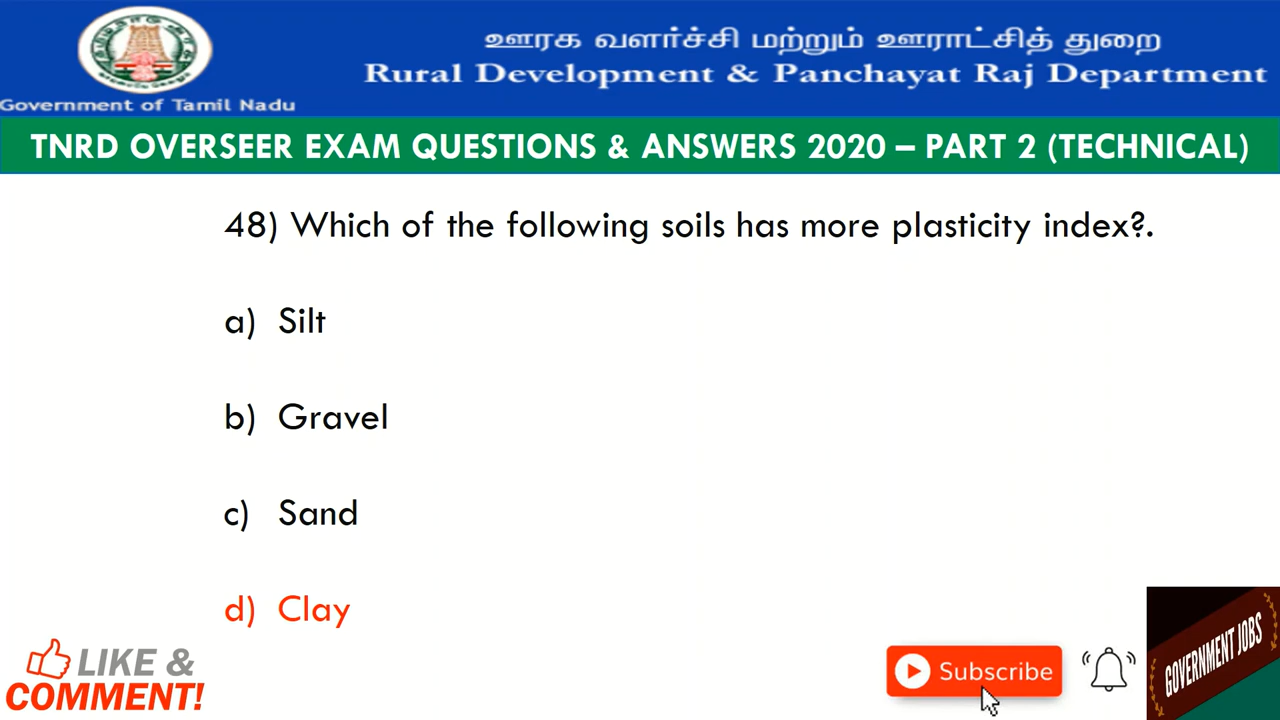 ஊரக வளர்ச்சி மற்றும் ஊராட்சித் துறை
Rural Development & Panchayat Raj Department
Government of Tamil Nadu
TNRD OVERSEER EXAM QUESTIONS & ANSWERS 2020 – PART 2 (TECHNICAL)
48) Which of the following soils has more plasticity index?.
a) Silt
b) Gravel
c) Sand
d) Clay
LIKE &
COMMENT!
Subscribe
GOVERNMENT JOBS